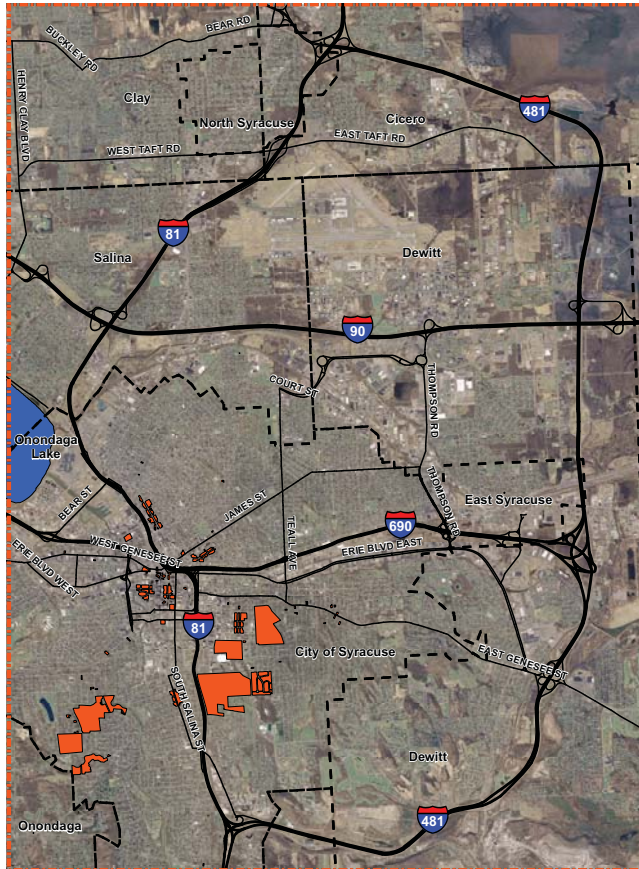 BEAR RD
BUCKLEY RD
HENRY CLAY BLVD
Clay
481
North Syracuse
Cicero
EAST TAFT RD
WEST TAFT RD
81
Salina
Dewitt
90
COURT ST
THOMPSON RD
Onondaga
Lake
BEAR ST
JAMES ST
TEALL AVE
THOMPSON RD
East Syracuse
690
WEST GENESEE ST
ERIE BLVD EAST
ERIE BLVD WEST
81
City of Syracuse
EAST GENESEE ST
SOUTH SALINA ST
Dewitt
Onondaga
481